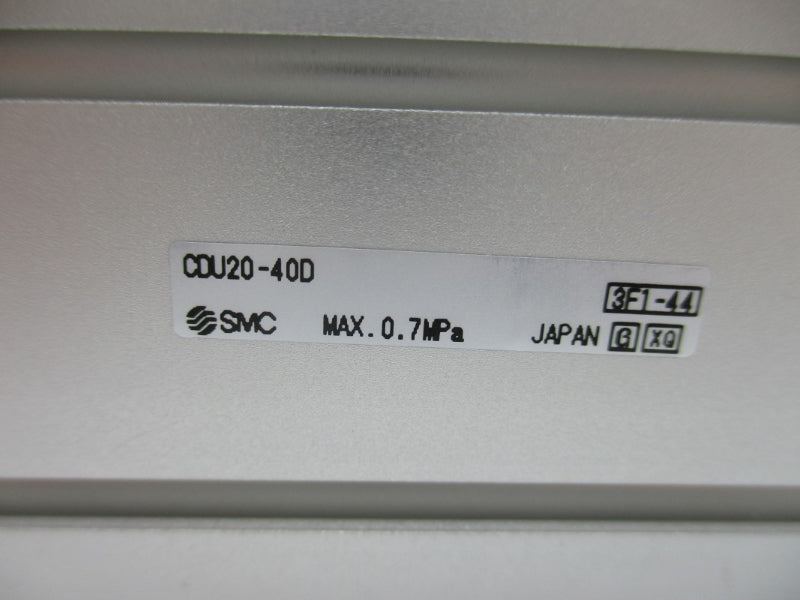 CDU20-40D
3F1-44
SMC MAX.0.7MPa JAPAN G XQ